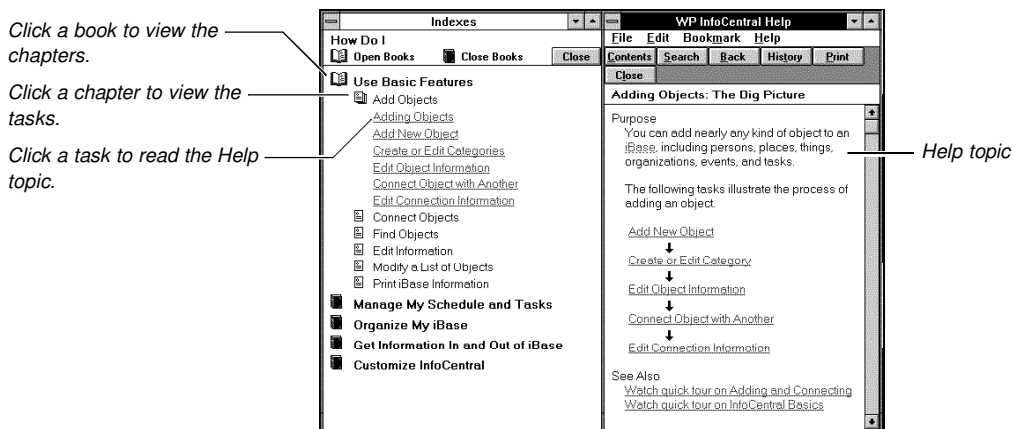 Click a book to view the
chapters.
Click a chapter to view the
tasks.
Click a task to read the Help
topic.
Indexes
How Do I
Open Books Close Books Close
Use Basic Features
Add Objects
Adding Objects
Add New Object
Create or Edit Categories
Edit Object Information
Connect Object with Another
Edit Connection Information
Connect Objects
Find Objects
Edit Information
Modify a List of Objects
Print iBase Information
Manage My Schedule and Tasks
Organize My iBase
Get Information In and Out of iBase
Customize InfoCentral
WP InfoCentral Help
File Edit Bookmark Help
Contents Search Back History Print
Close
Adding Objects: The Dig Picture
Purpose
You can add nearly any kind of object to an
iBase, including persons, places, things,
organizations, events, and tasks.
The following tasks illustrate the process of
adding an object.
Add New Object
Create or Edit Category
Edit Object Information
Connect Object with Another
Edit Connection Information
See Also
Watch quick tour on Adding and Connecting
Watch quick tour on InfoCentral Basics
Help topic